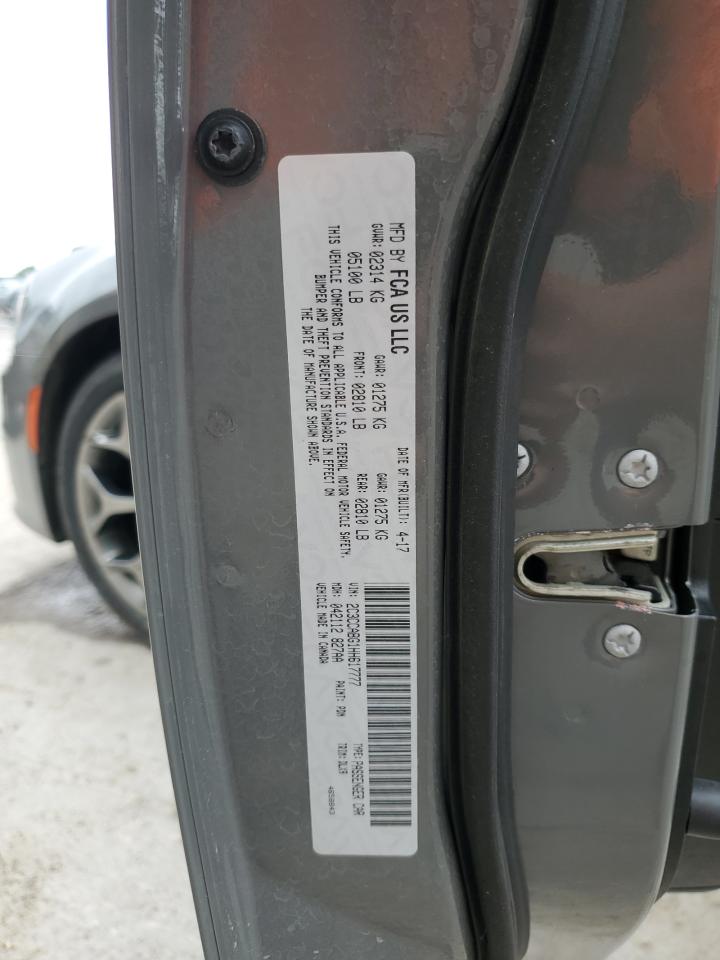 MFD BY FCA US LLC
DATE OF MFR(BUILT): 4-17
GVWR: 02314 KG
GAWR: 01275 KG
GAWR: 01275 KG
05100 LB
FRONT: 02810 LB
REAR: 02810 LB
THIS VEHICLE CONFORMS TO ALL APPLICABLE U.S.A. FEDERAL MOTOR VEHICLE SAFETY,
BUMPER AND THEFT PREVENTION STANDARDS IN EFFECT ON
THE DATE OF MANUFACTURE SHOWN ABOVE.
VIN: 2C3CCABG1HH617777
TYPE: PASSENGER CAR
MDH: 042112 827AA
PAINT: PDN
TRIM: DLX9
VEHICLE MADE IN CANADA